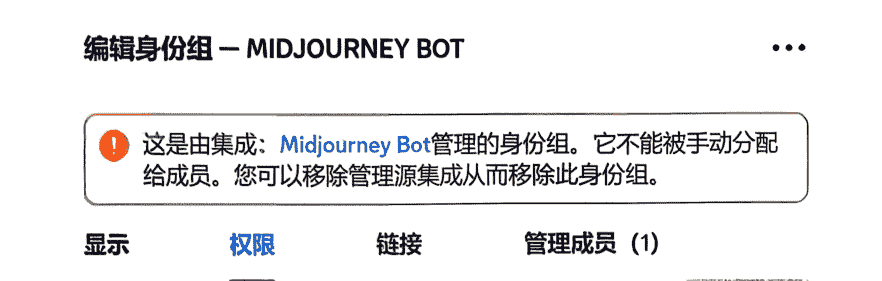 编辑身份组 — MIDJOURNEY BOT
这是由集成：Midjourney Bot管理的身份组。它不能被手动分配
给成员。您可以移除管理源集成从而移除此身份组。
显示 权限 链接 管理成员（1）